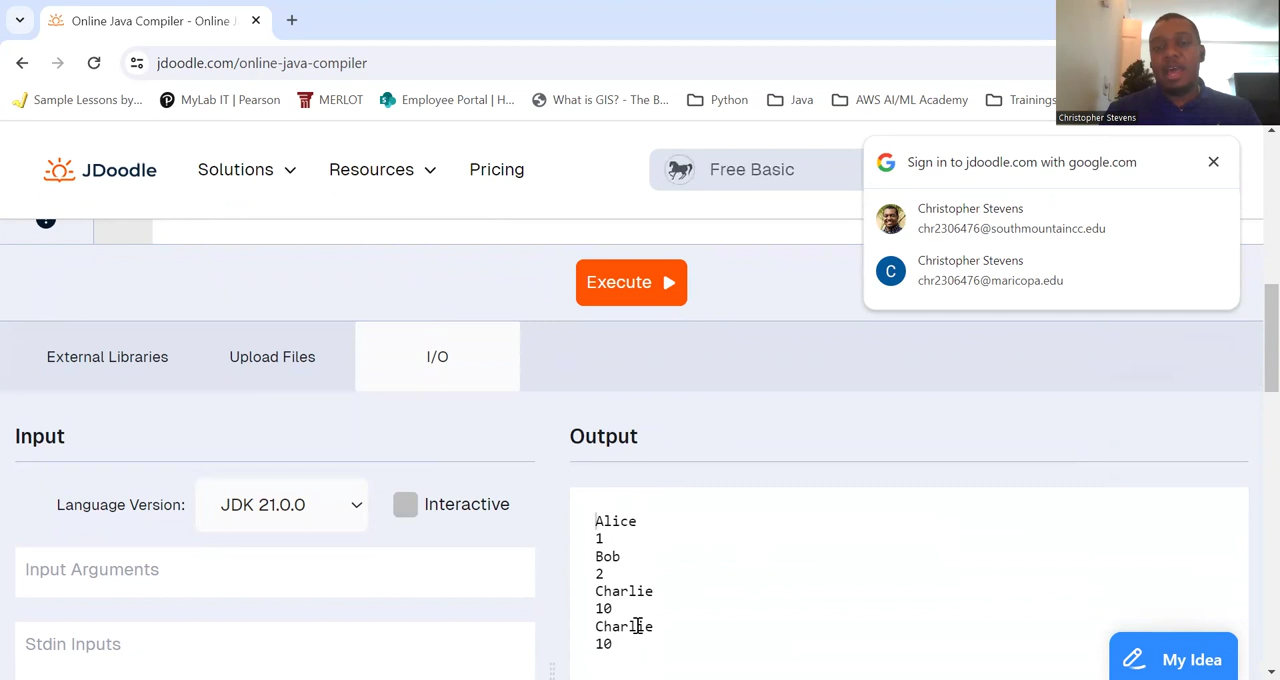 Online Java Compiler - Online J
jdoodle.com/online-java-compiler
Sample Lessons by... MyLab IT | Pearson MERLOT Employee Portal | H... What is GIS? - The B... Python Java AWS AI/ML Academy Trainings
Christopher Stevens
JDoodle Solutions Resources Pricing Free Basic
Sign in to jdoodle.com with google.com
Christopher Stevens
chr2306476@southmountaincc.edu
C
Christopher Stevens
chr2306476@maricopa.edu
Execute
External Libraries Upload Files I/O
Input
Output
Language Version: JDK 21.0.0 Interactive
Input Arguments
Stdin Inputs
Alice
1
Bob
2
Charlie
10
Charlie
10
My Idea